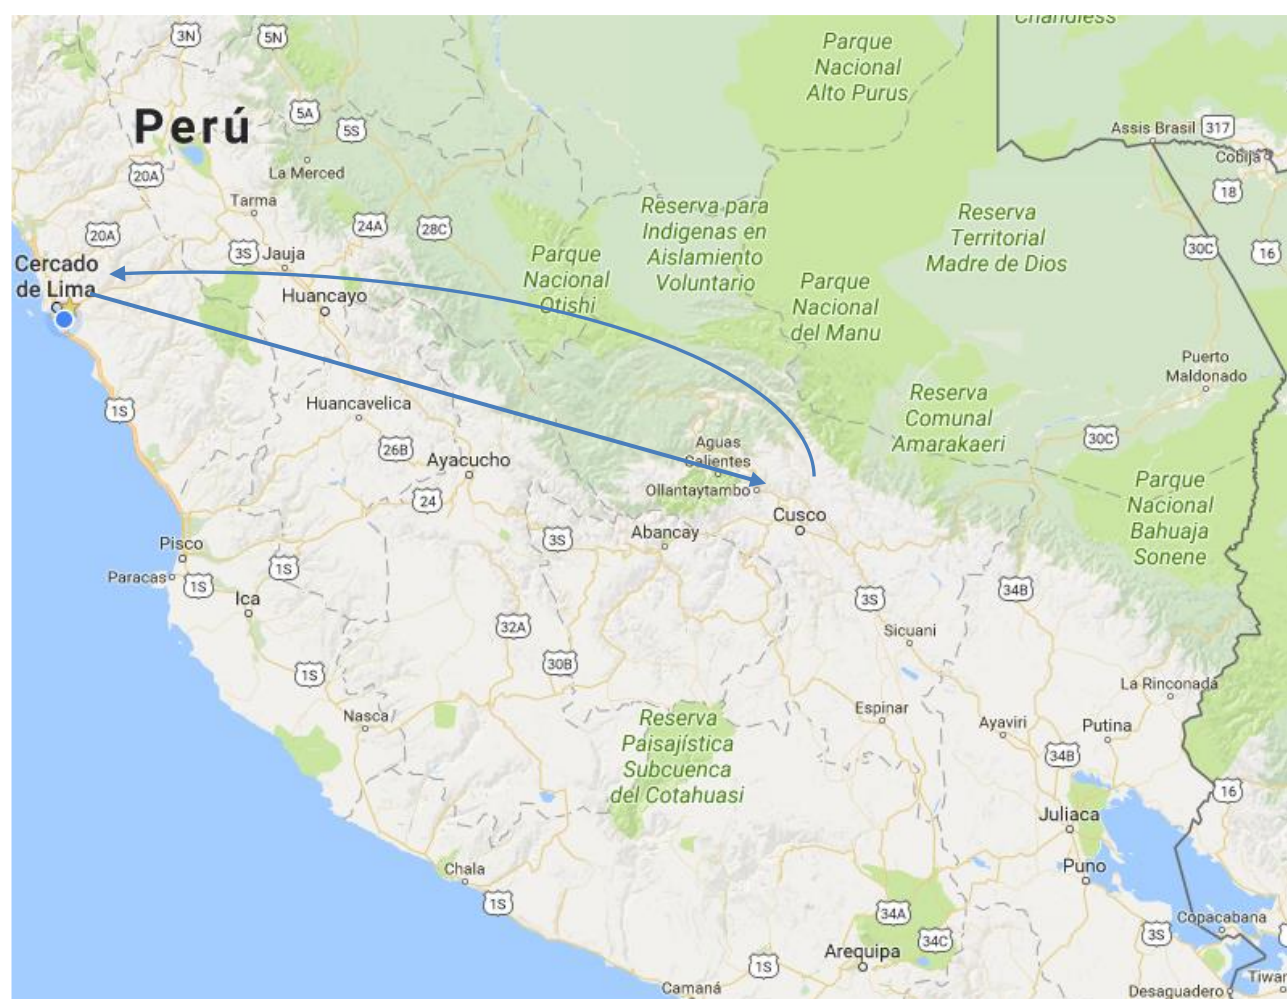 Chandless
3N
5N
Parque
Nacional
Alto Purus
Perú
5A
5S
Assis Brasil
317
Cobija
La Merced
20A
18
Tarma
Reserva para
Indigenas en
Aislamiento
Voluntario
Reserva
Territorial
Madre de Dios
24A
28C
20A
30C
16
3S
Jauja
Parque
Nacional
Otishi
Cercado
de Lima
Huancayo
Parque
Nacional
del Manu
Puerto
Maldonado
Huancavelica
1S
Reserva
Comunal
Amarakaeri
30C
26B
Ayacucho
Aguas
Calientes
Ollantaytambo
24
Parque
Nacional
Bahuaja
Sonene
Cusco
Abancay
3S
Pisco
1S
Paracas
1S
Ica
3S
34B
32A
Sicuani
30B
1S
La Rinconada
Nasca
Espinar
Ayaviri
Putina
Reserva
Paisajística
Subcuenca
del Cotahuasi
34B
16
Juliaca
Chala
Puno
1S
34A
Copacabana
34C
3S
Arequipa
1S
Camaná
Desaguadero
Tiwan